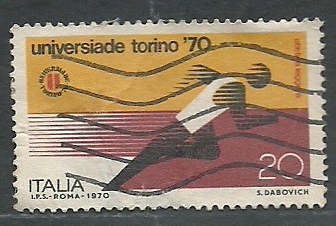 universiade torino '70
20
ITALIA
I.P.S. - ROMA - 1970
S. DABOVICH